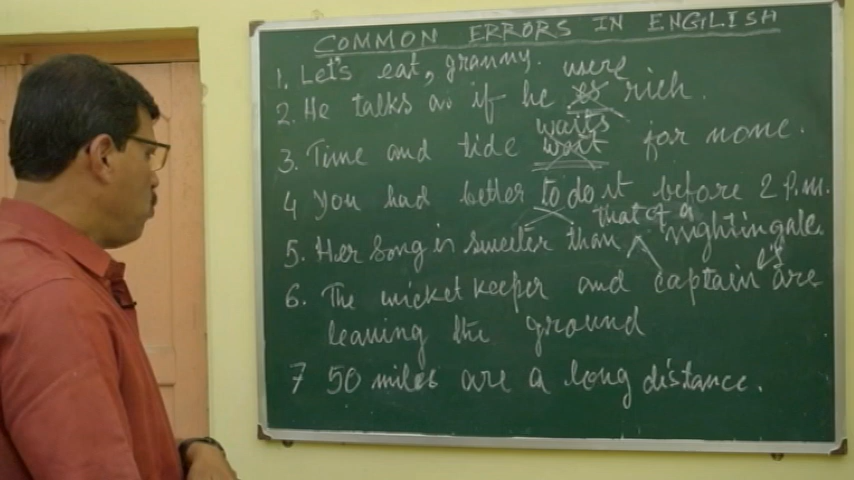 COMMON ERRORS IN ENGLISH
1. Let's eat, granny.
were
2. He talks as if he is rich.
waits
3. Time and tide wait for none.
4 You had better to do it before 2 P.M.
that of a
5. Her song is sweeter than nightingale.
is
6. The wicket keeper and captain are
leaving the ground
7 50 miles are a long distance.